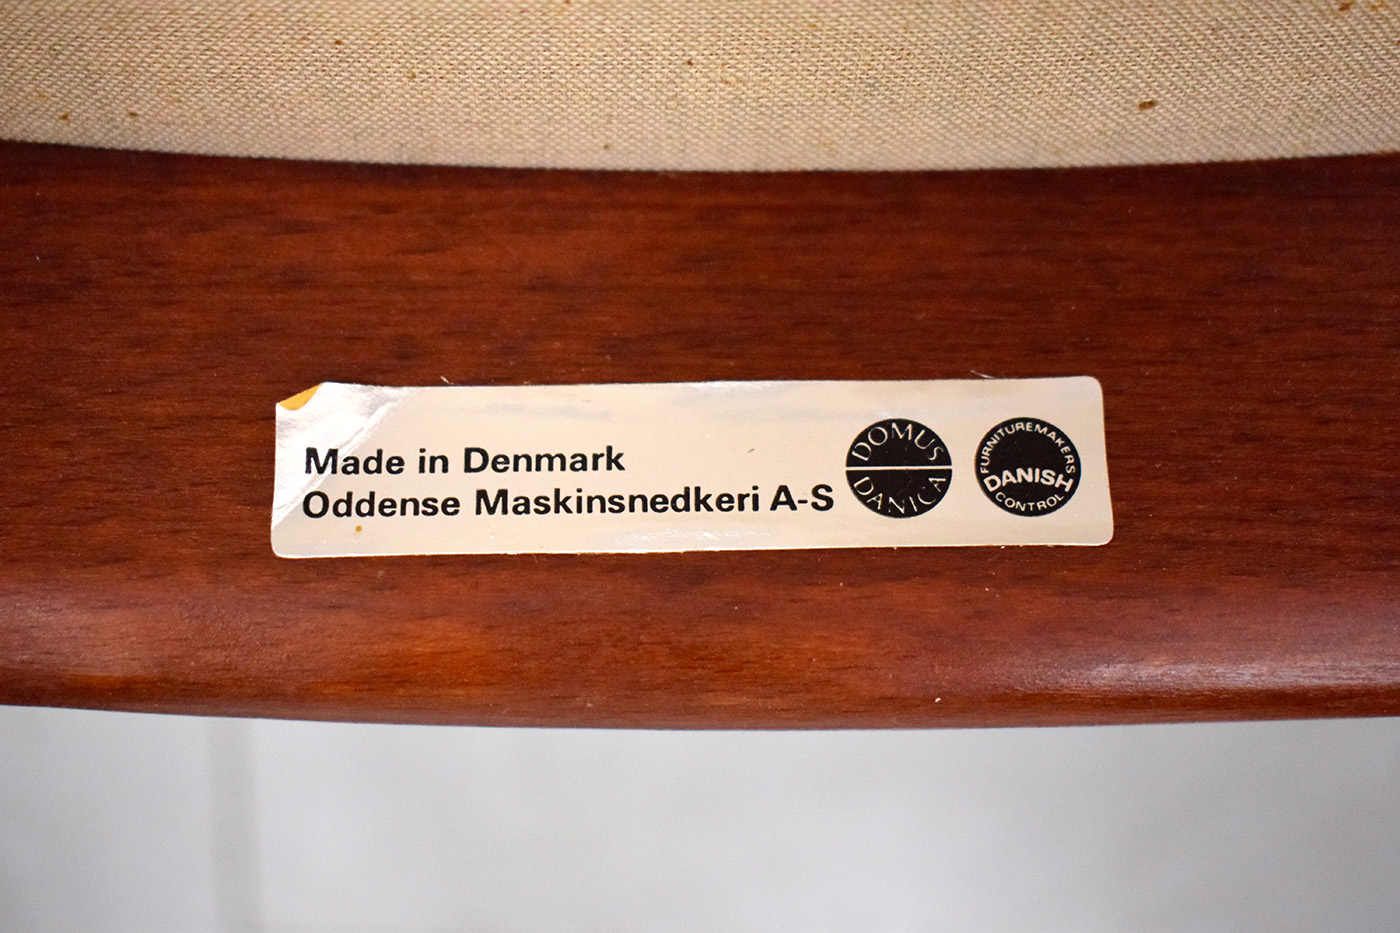 Made in Denmark
Oddense Maskinsnedkeri A-S
DOMUS
DANICA
FURNITUREMAKERS
DANISH
CONTROL